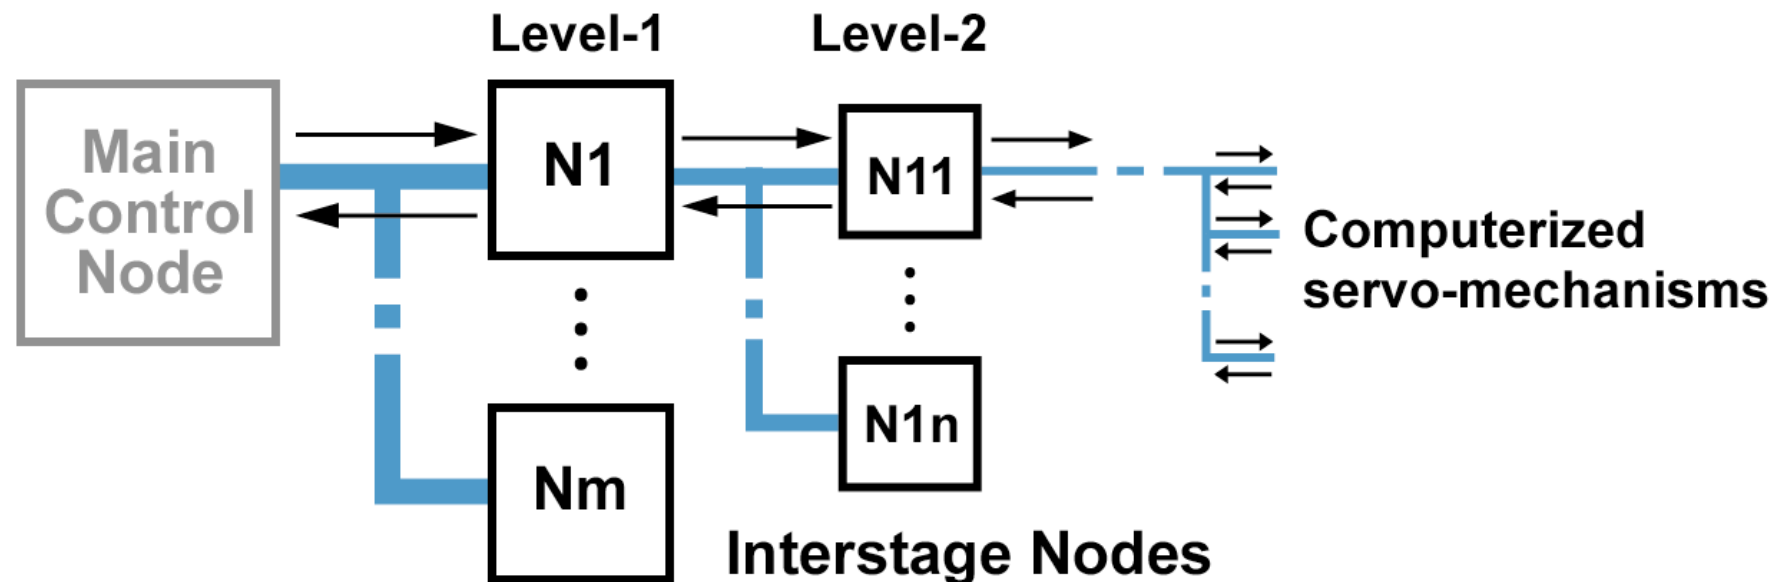 Level-1
Level-2
Main
Control
Node
N1
N11
Computerized
servo-mechanisms
Nm
N1n
Interstage Nodes